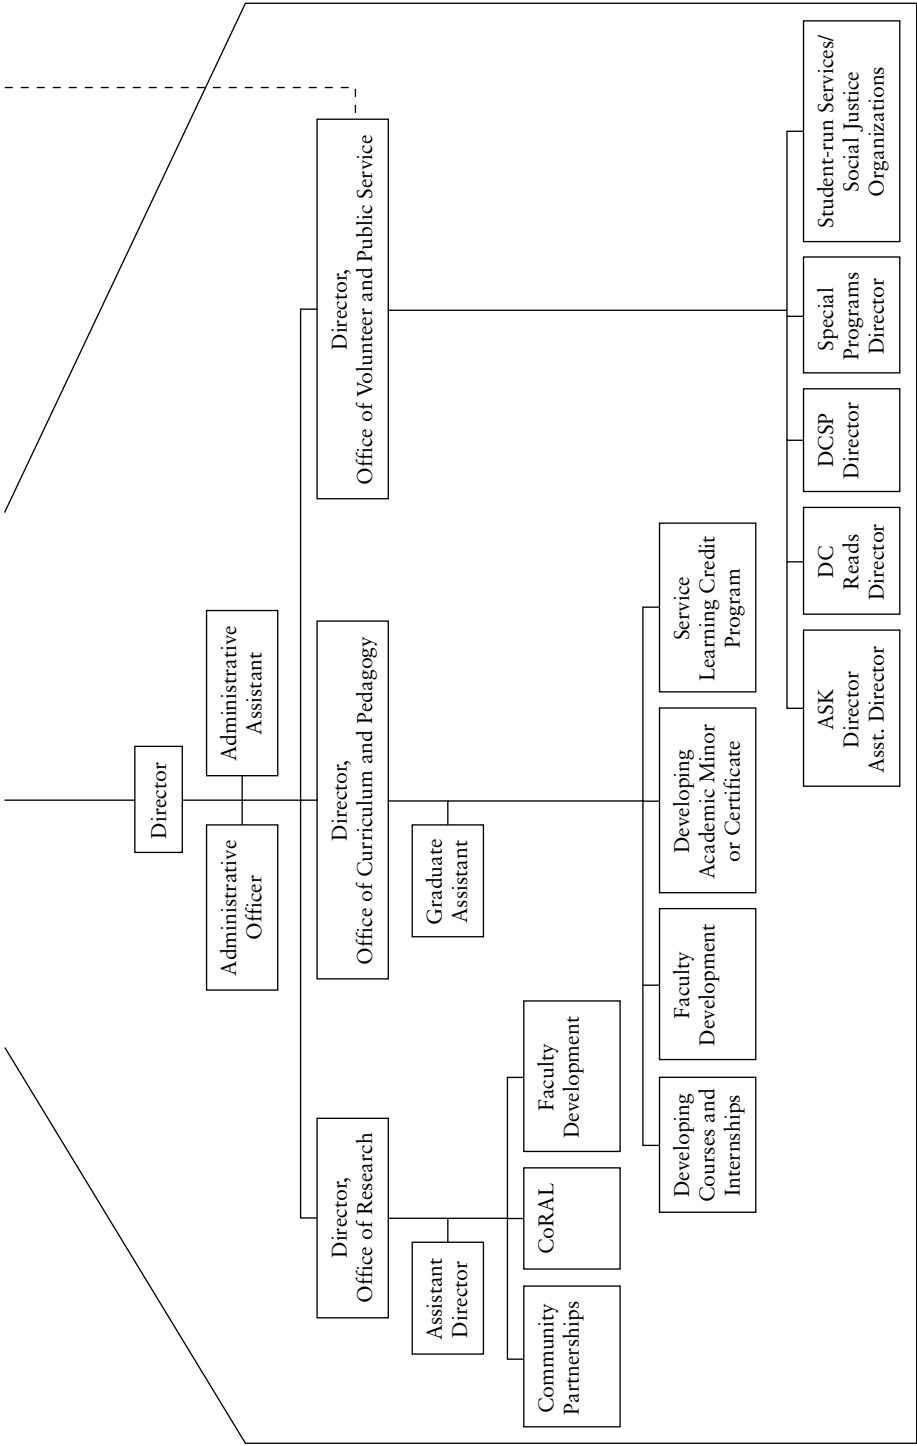 Director
Administrative
Officer
Administrative
Assistant
Director,
Office of Research
Director,
Office of Curriculum and Pedagogy
Director,
Office of Volunteer and Public Service
Assistant
Director
Graduate
Assistant
Community
Partnerships
CoRAL
Faculty
Development
Developing
Courses and
Internships
Faculty
Development
Developing
Academic Minor
or Certificate
Service
Learning Credit
Program
ASK
Director
Asst. Director
DC
Reads
Director
DCSP
Director
Special
Programs
Director
Student-run Services/
Social Justice
Organizations